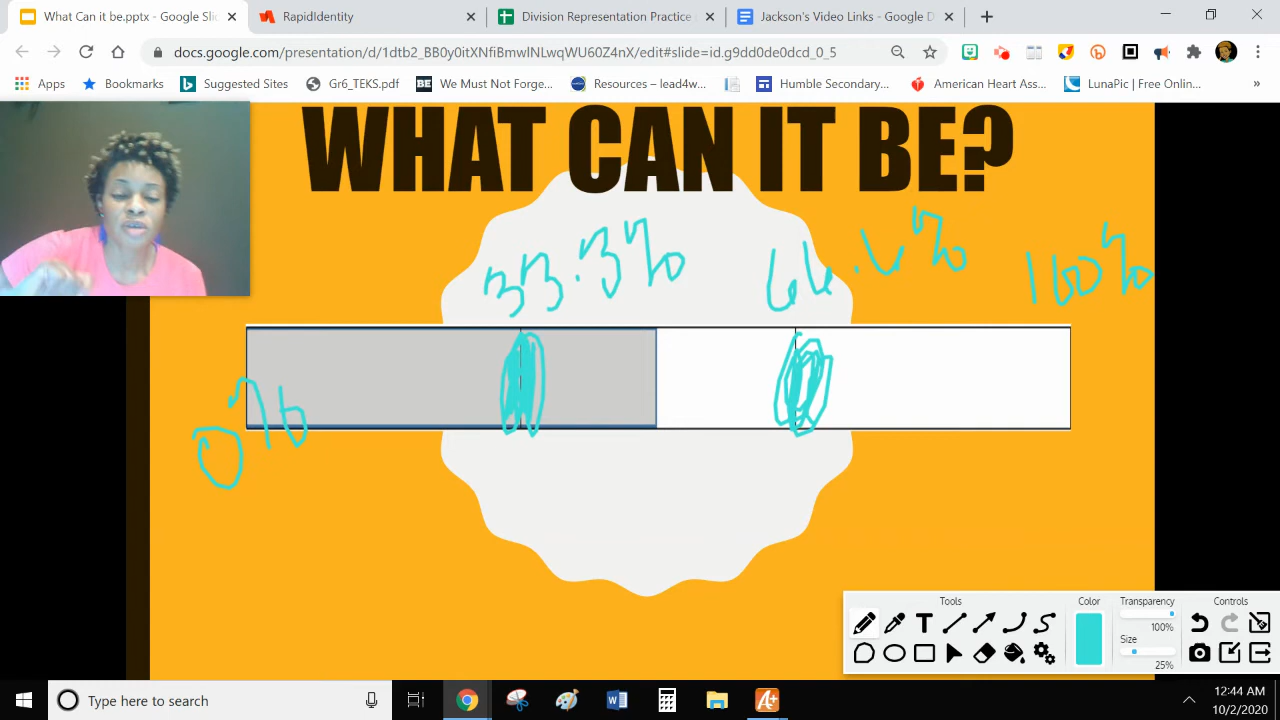 What Can it be.pptx - Google Slid
RapidIdentity
Division Representation Practice
Jackson's Video Links - Google D
docs.google.com/presentation/d/1dtb2_BB0y0itXNfiBmwlNLwqWU60Z4nX/edit#slide=id.g9dd0de0dcd_0_5
Apps
Bookmarks
Suggested Sites
Gr6_TEKS.pdf
We Must Not Forge...
Resources – lead4w...
Humble Secondary...
American Heart Ass...
LunaPic | Free Onlin...
»
WHAT CAN IT BE?
33.3%
66.6%
100%
0%
Tools
Color
Transparency
100%
Size
25%
Controls
Type here to search
12:44 AM
10/2/2020